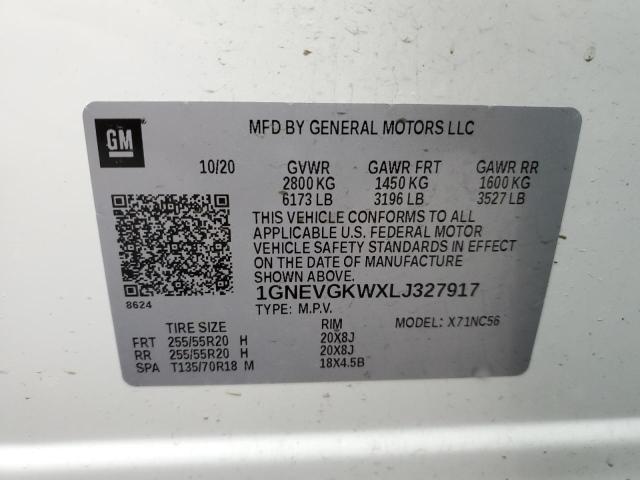 GM
MFD BY GENERAL MOTORS LLC
10/20 GVWR GAWR FRT GAWR RR
2800 KG 1450 KG 1600 KG
6173 LB 3196 LB 3527 LB
THIS VEHICLE CONFORMS TO ALL
APPLICABLE U.S. FEDERAL MOTOR
VEHICLE SAFETY STANDARDS IN EFFECT
ON THE DATE OF MANUFACTURE
SHOWN ABOVE.
8624
1GNEVGKWXLJ327917
TYPE: M.P.V.
TIRE SIZE RIM MODEL: X71NC56
FRT 255/55R20 H 20X8J
RR 255/55R20 H 20X8J
SPA T135/70R18 M 18X4.5B